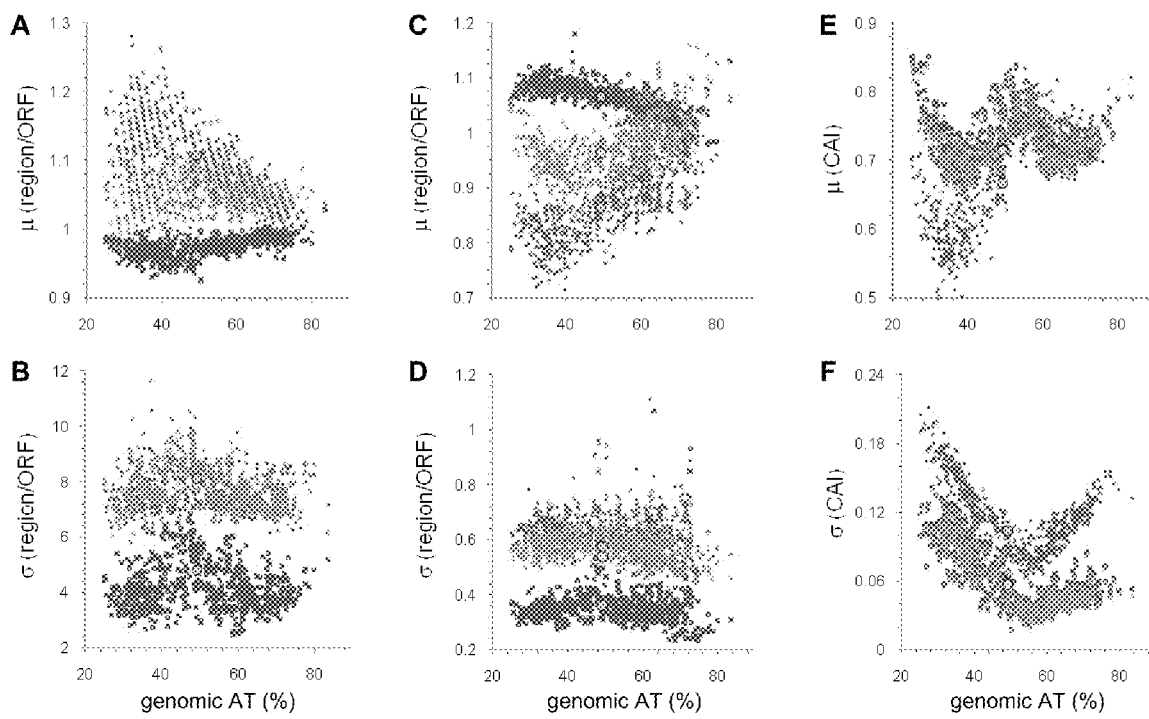 A
μ (region/ORF)
1.3
1.2
1.1
1
0.9
20 40 60 80
C
μ (region/ORF)
1.2
1.1
1
0.9
0.8
0.7
20 40 60 80
E
μ (CAI)
0.9
0.8
0.7
0.6
0.5
20 40 60 80
B
σ (region/ORF)
12
10
8
6
4
2
20 40 60 80
genomic AT (%)
D
σ (region/ORF)
1.2
1
0.8
0.6
0.4
0.2
20 40 60 80
genomic AT (%)
F
σ (CAI)
0.24
0.18
0.12
0.06
0
20 40 60 80
genomic AT (%)